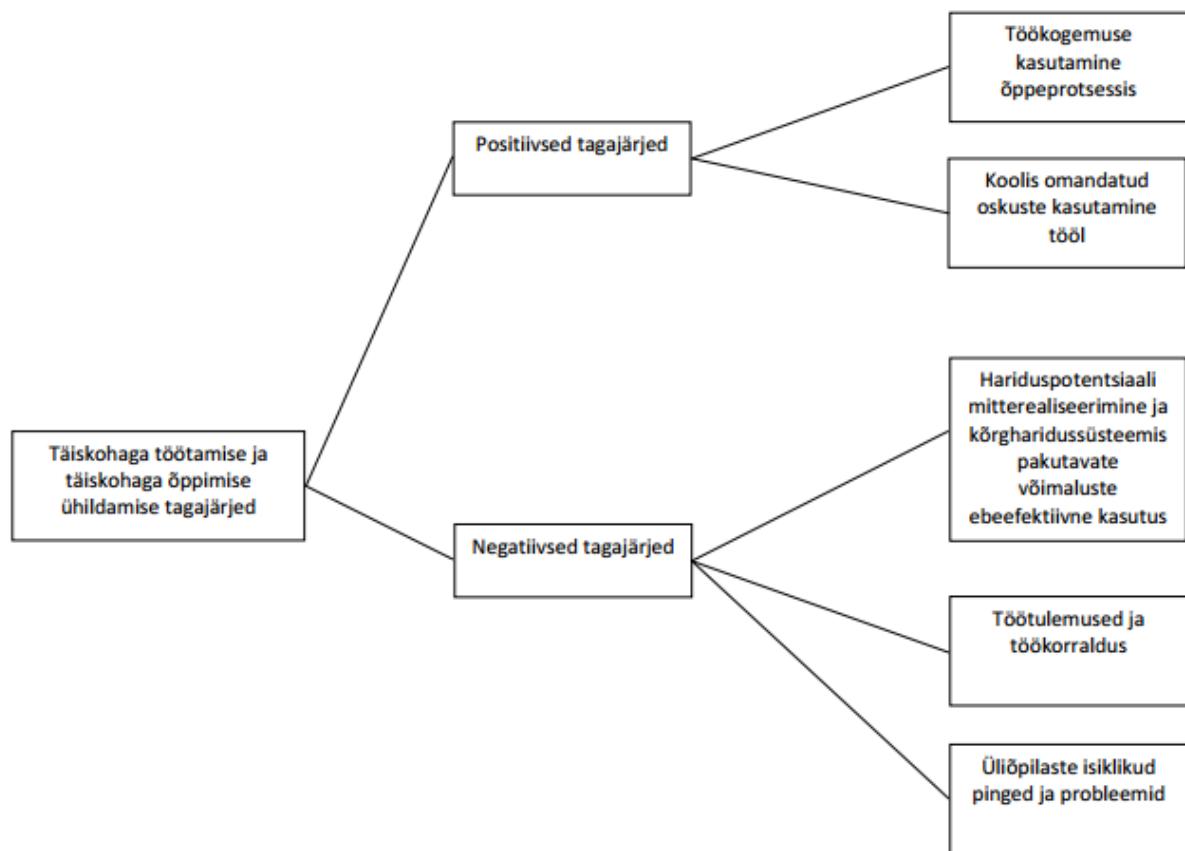 Töökogemuse
kasutamine
õppeprotsessis
Positiivsed tagajärjed
Koolis omandatud
oskuste kasutamine
tööl
Täiskohaga töötamise ja
täiskohaga õppimise
ühildamise tagajärjed
Hariduspotentsiaali
mitterealiseerimine ja
kõrgharidussüsteemis
pakutavate
võimaluste
ebeefektiivne kasutus
Negatiivsed tagajärjed
Töötulemused ja
töökorraldus
Üliõpilaste isiklikud
pinged ja probleemid